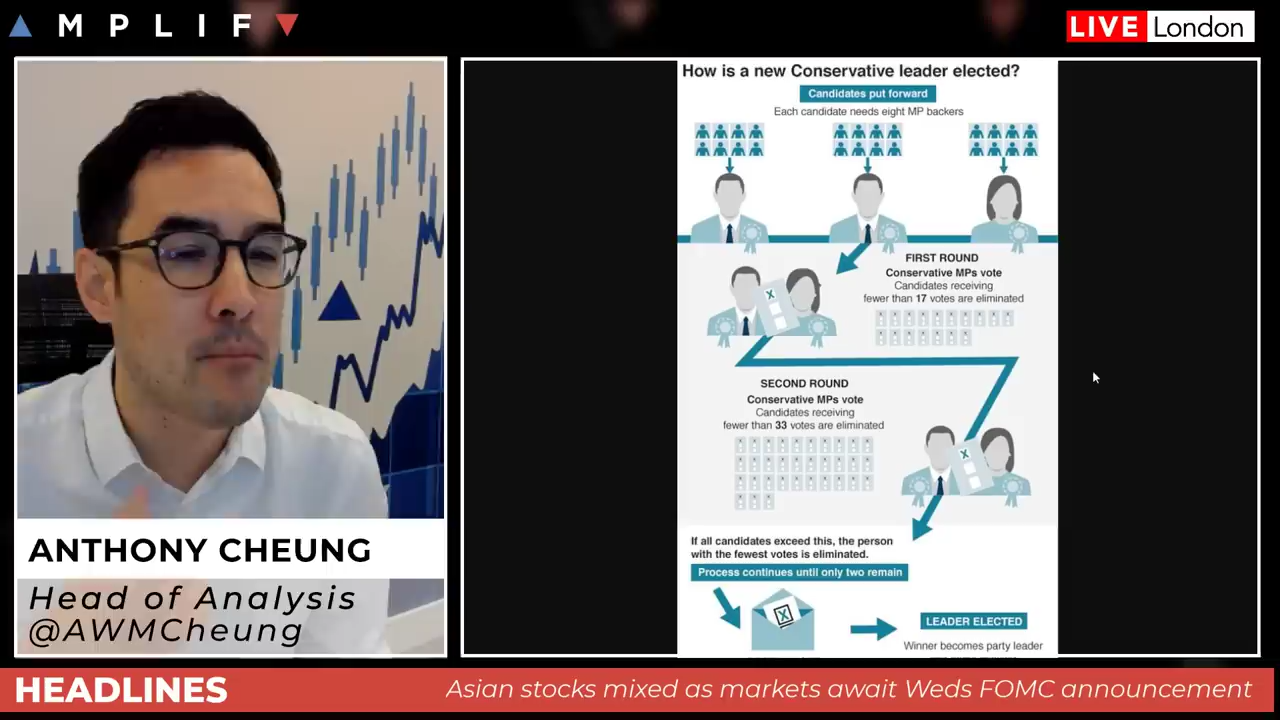 ▲ M P L I F ▼
LIVE London
How is a new Conservative leader elected?
Candidates put forward
Each candidate needs eight MP backers
FIRST ROUND
Conservative MPs vote
Candidates receiving
fewer than 17 votes are eliminated
X
SECOND ROUND
Conservative MPs vote
Candidates receiving
fewer than 33 votes are eliminated
X
If all candidates exceed this, the person
with the fewest votes is eliminated.
Process continues until only two remain
X
LEADER ELECTED
Winner becomes party leader
ANTHONY CHEUNG
Head of Analysis
@AWMCheung
HEADLINES
Asian stocks mixed as markets await Weds FOMC announcement